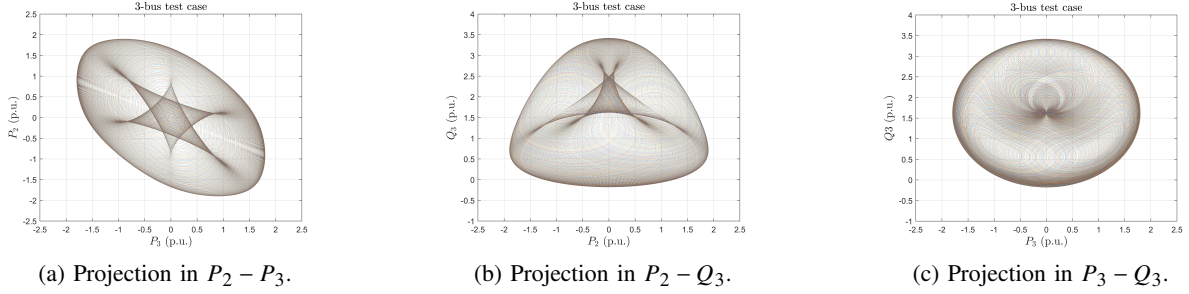 3-bus test case
2.5
2
1.5
1
0.5
0
-0.5
-1
-1.5
-2
-2.5
P₂ (p.u.)
-2.5 -2 -1.5 -1 -0.5 0 0.5 1 1.5 2 2.5
P₃ (p.u.)
(a) Projection in P₂ − P₃.
3-bus test case
4
3.5
3
2.5
2
1.5
1
0.5
0
-0.5
-1
Q₃ (p.u.)
-2.5 -2 -1.5 -1 -0.5 0 0.5 1 1.5 2 2.5
P₂ (p.u.)
(b) Projection in P₂ − Q₃.
3-bus test case
4
3.5
3
2.5
2
1.5
1
0.5
0
-0.5
-1
Q3 (p.u.)
-2.5 -2 -1.5 -1 -0.5 0 0.5 1 1.5 2 2.5
P₃ (p.u.)
(c) Projection in P₃ − Q₃.